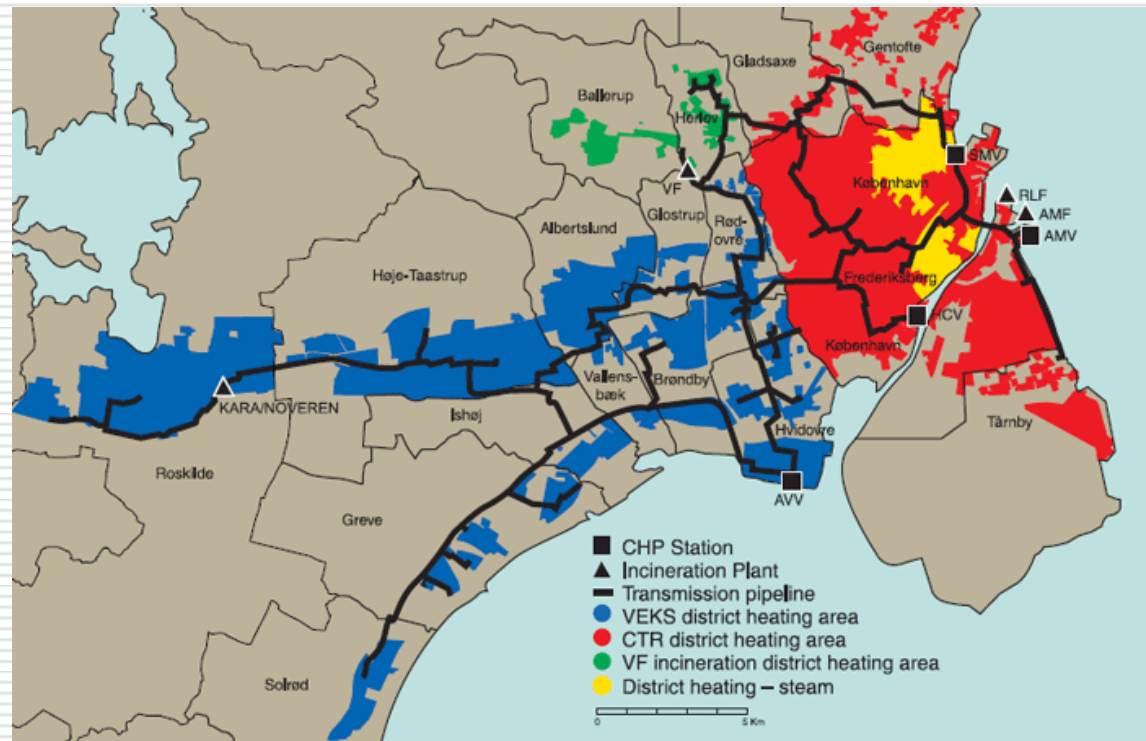 Gentofte
Gladsaxe
Ballerup
Herlev
SMV
København
VF
RLF
AMF
AMV
Albertslund
Glostrup
Rød-
ovre
Høje-Taastrup
Frederiksberg
HCV
København
Vallens-
bæk
Brøndby
KARA/NOVEREN
Ishøj
Hvidovre
Tårnby
Roskilde
AVV
Greve
Solrød
CHP Station
Incineration Plant
Transmission pipeline
VEKS district heating area
CTR district heating area
VF incineration district heating area
District heating – steam
0 5 Km